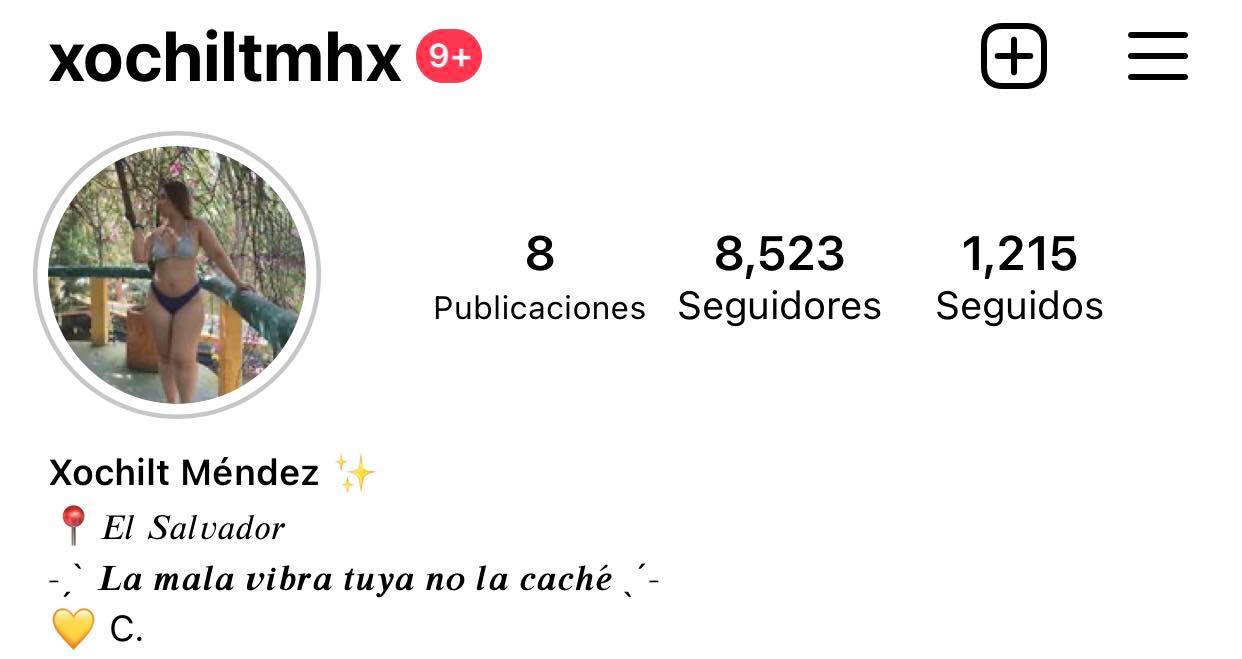 xochiltmhx 9+
8 8,523 1,215
Publicaciones Seguidores Seguidos
Xochilt Méndez ✨
📍 El Salvador
-ˏˋ La mala vibra tuya no la caché ˎˊ-
💛 C.